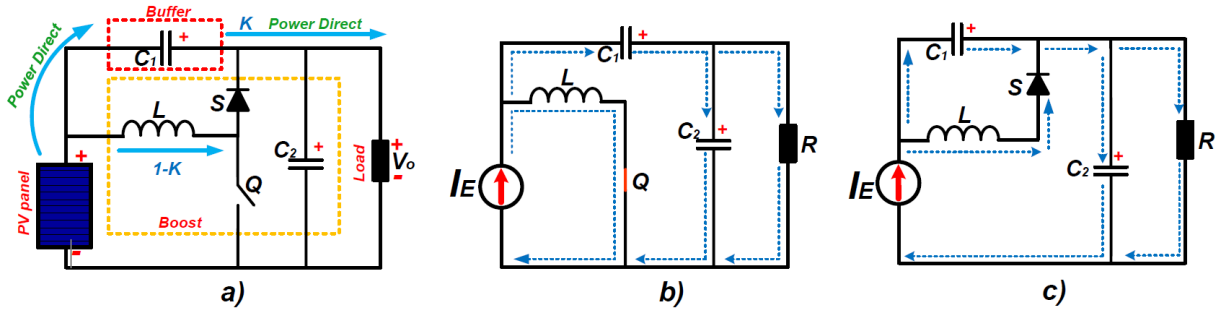 Buffer
K Power Direct
Power Direct
C1
+
L
S
1-K
C2
+
Q
Boost
PV panel
+
-
Load
+
Vo
-
a)
C1
+
L
C2
+
Q
R
IE
b)
C1
+
S
L
C2
+
R
IE
c)